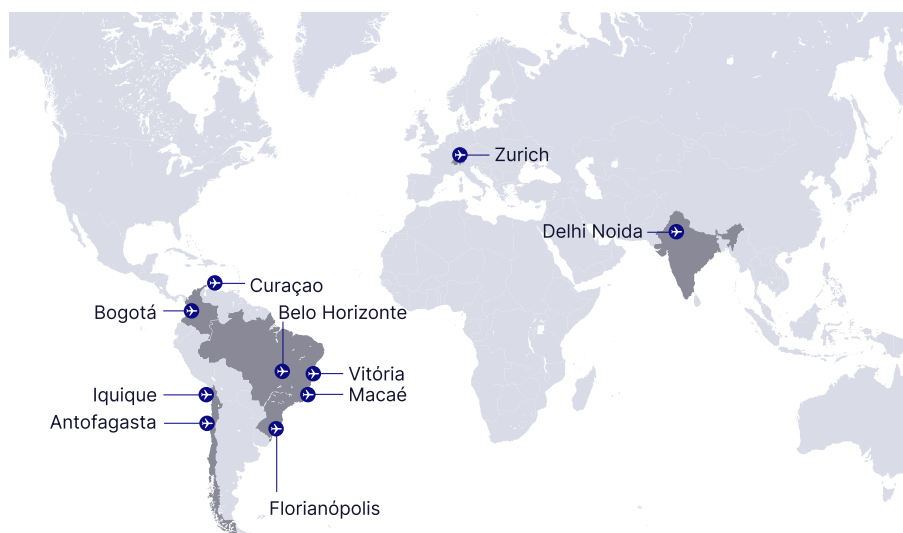 Zurich
Delhi Noida
Curaçao
Bogotá
Belo Horizonte
Vitória
Iquique
Macaé
Antofagasta
Florianópolis